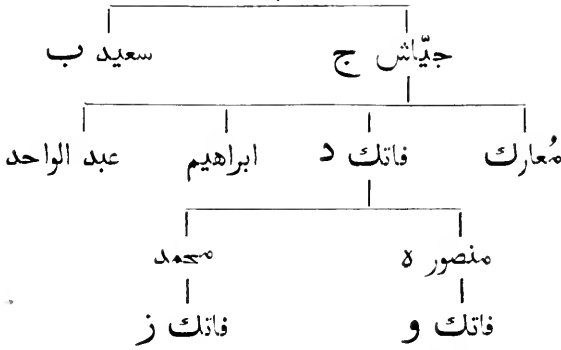 جيّاش ج سعيد ب
مُعارك فاتك د ابراهيم عبد الواحد
منصور ه محمد
فاتك و فاتك ز